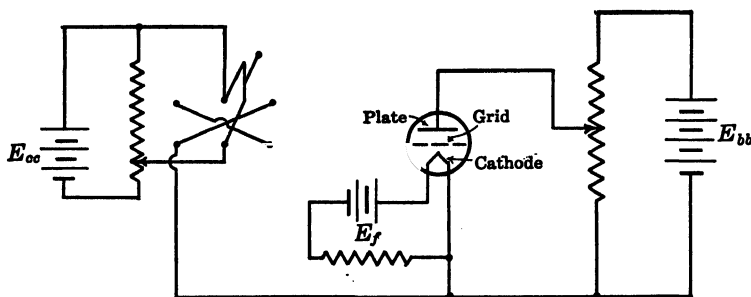 Plate
Grid
Cathode
Ecc
Ebb
Ef